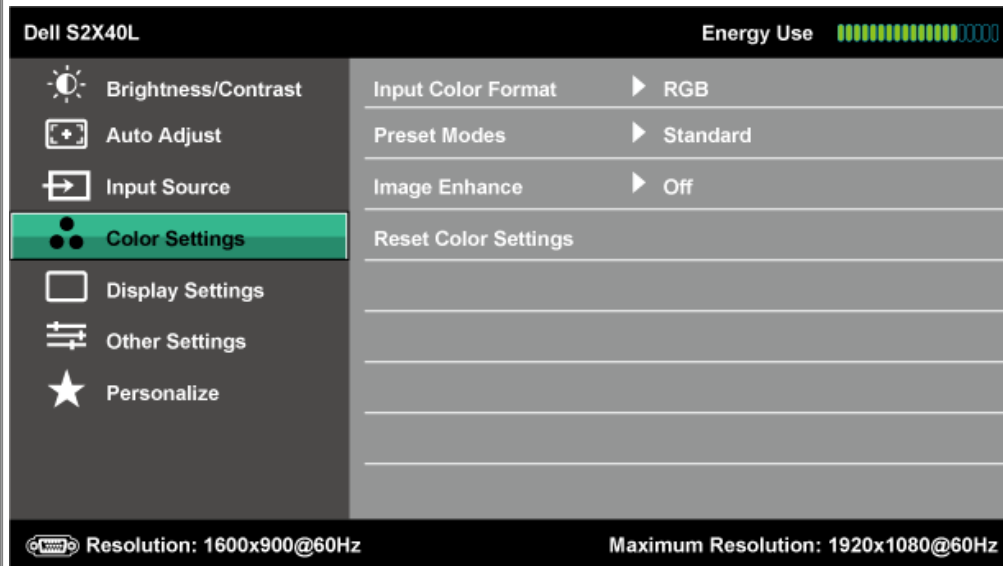 Dell S2X40L Energy Use
Brightness/Contrast Input Color Format RGB
Auto Adjust Preset Modes Standard
Input Source Image Enhance Off
Color Settings Reset Color Settings
Display Settings
Other Settings
Personalize
Resolution: 1600x900@60Hz Maximum Resolution: 1920x1080@60Hz